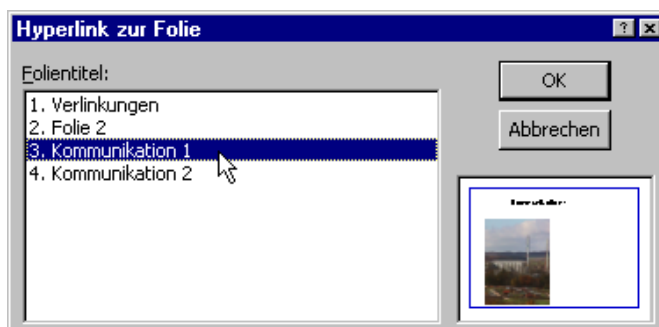 Hyperlink zur Folie
Folientitel:
1. Verlinkungen
2. Folie 2
3. Kommunikation 1
4. Kommunikation 2
OK
Abbrechen